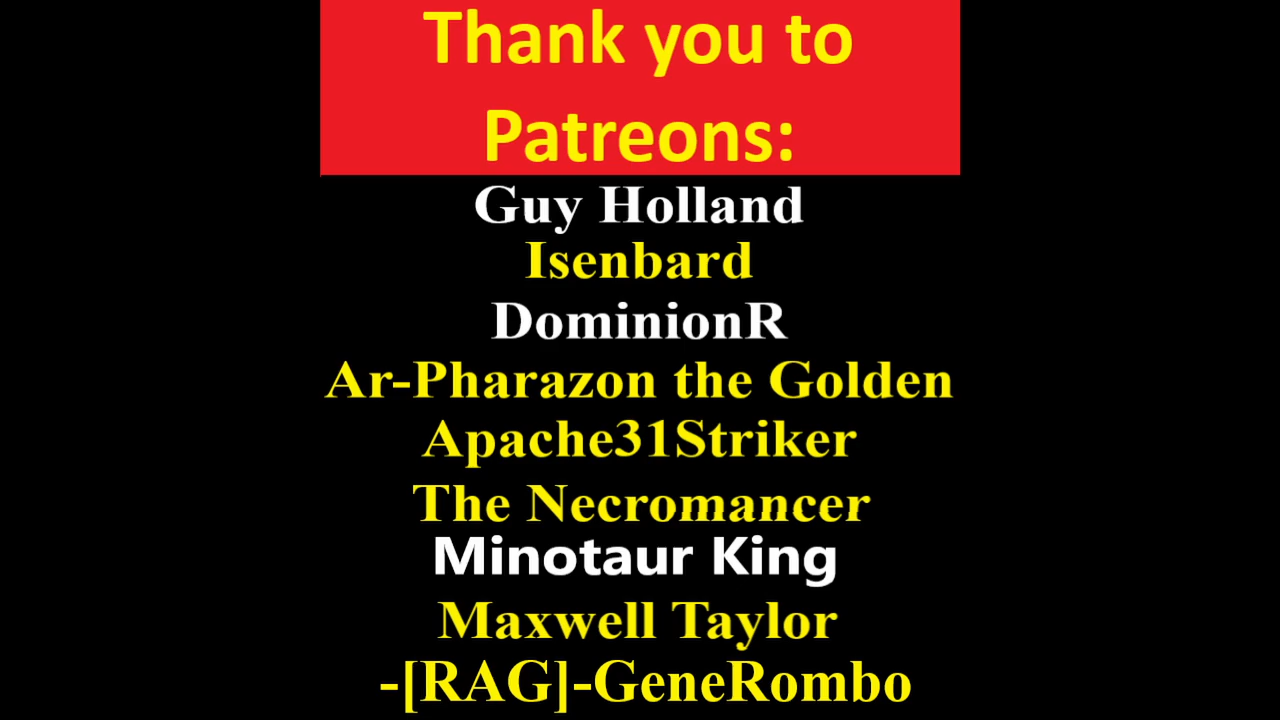 Thank you to
Patreons:
Guy Holland
Isenbard
DominionR
Ar-Pharazon the Golden
Apache31Striker
The Necromancer
Minotaur King
Maxwell Taylor
-[RAG]-GeneRombo